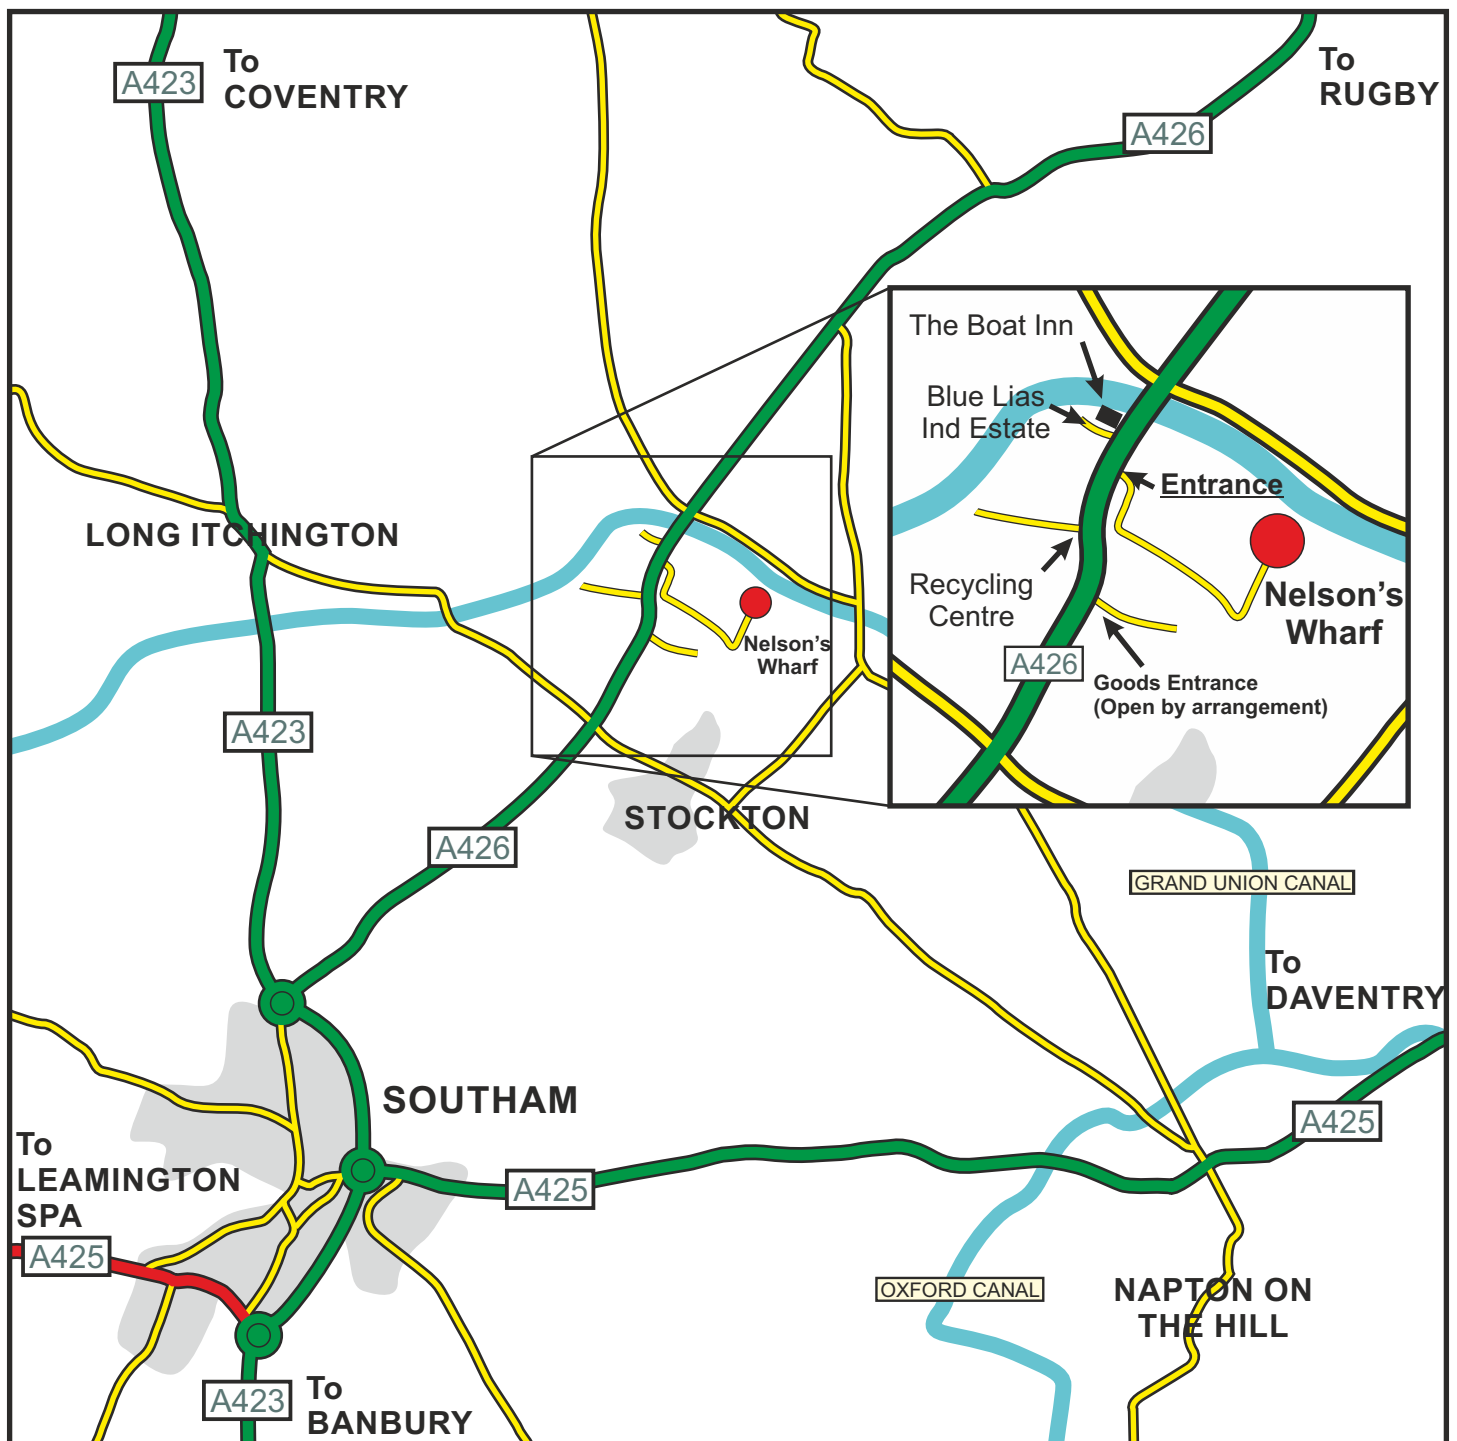 To
COVENTRY
A423
To
RUGBY
A426
The Boat Inn
Blue Lias
Ind Estate
Entrance
LONG ITCHINGTON
Recycling
Centre
Nelson's
Wharf
Nelson's
Wharf
A426
Goods Entrance
(Open by arrangement)
A423
STOCKTON
A426
GRAND UNION CANAL
To
DAVENTRY
SOUTHAM
A425
To
LEAMINGTON
SPA
A425
A425
OXFORD CANAL
NAPTON ON
THE HILL
A423
To
BANBURY